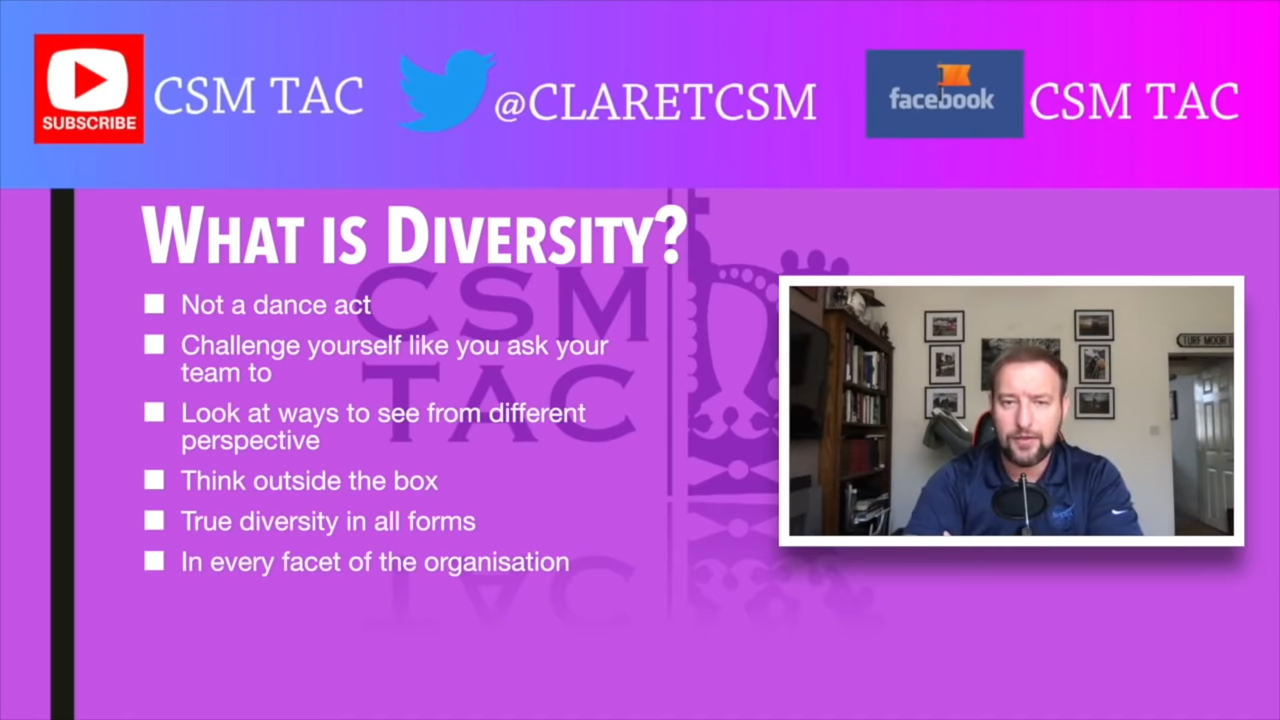 SUBSCRIBE
CSM TAC
@CLARETCSM
facebook
CSM TAC
WHAT IS DIVERSITY?
Not a dance act
Challenge yourself like you ask your
team to
Look at ways to see from different
perspective
Think outside the box
True diversity in all forms
In every facet of the organisation
CSM
TAC
TURF MOOR
NASA